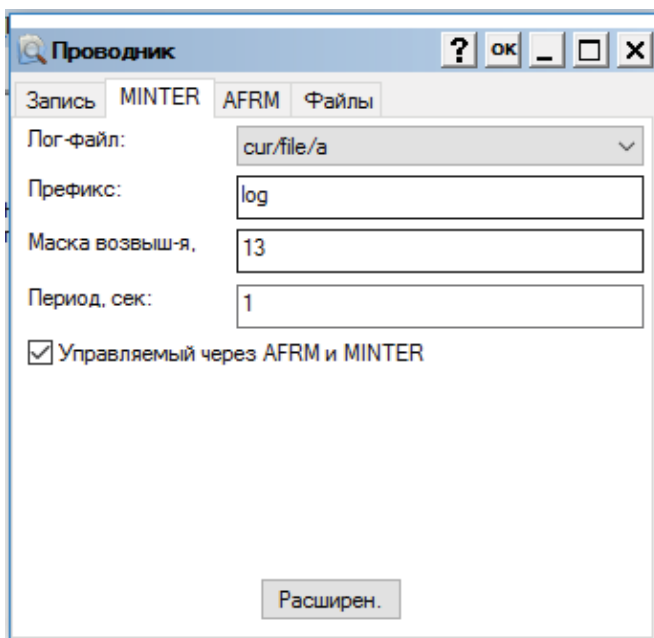 Проводник ? ОК
Запись MINTER AFRM Файлы
Лог-файл: cur/file/a
Префикс: log
Маска возвыш-я, 13
Период, сек: 1
Управляемый через AFRM и MINTER
Расширен.